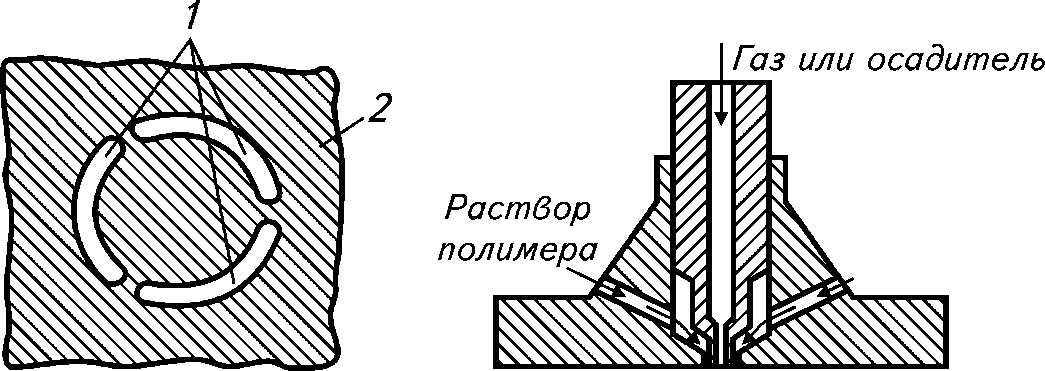 1
2
Газ или осадитель
Раствор
полимера